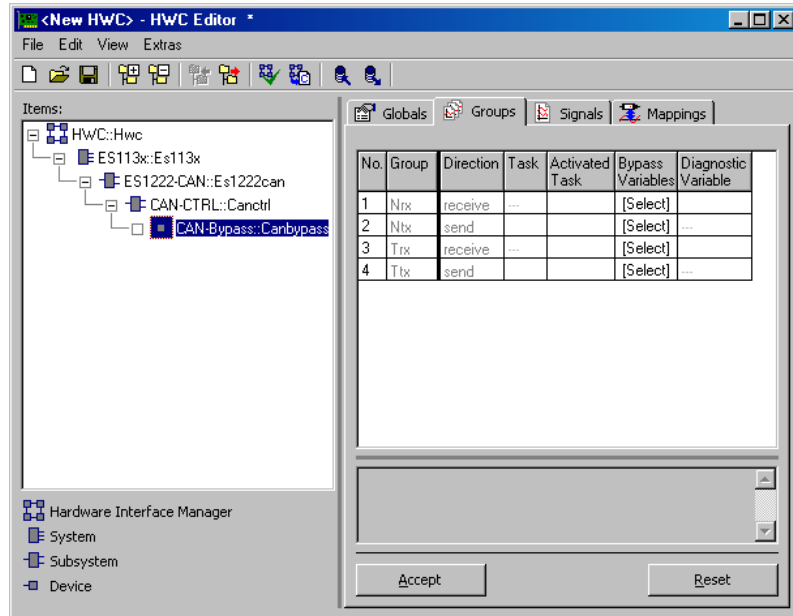 <New HWC> - HWC Editor *
File Edit View Extras
Items:
HWC::Hwc
ES113x::Es113x
ES1222-CAN::Es1222can
CAN-CTRL::Canctrl
CAN-Bypass::Canbypass
Hardware Interface Manager
System
Subsystem
Device
Globals Groups Signals Mappings
No. Group Direction Task Activated Task Bypass Variables Diagnostic Variable
1 Nrx receive --- [Select]
2 Ntx send [Select] ---
3 Trx receive --- [Select]
4 Ttx send [Select] ---
Accept Reset